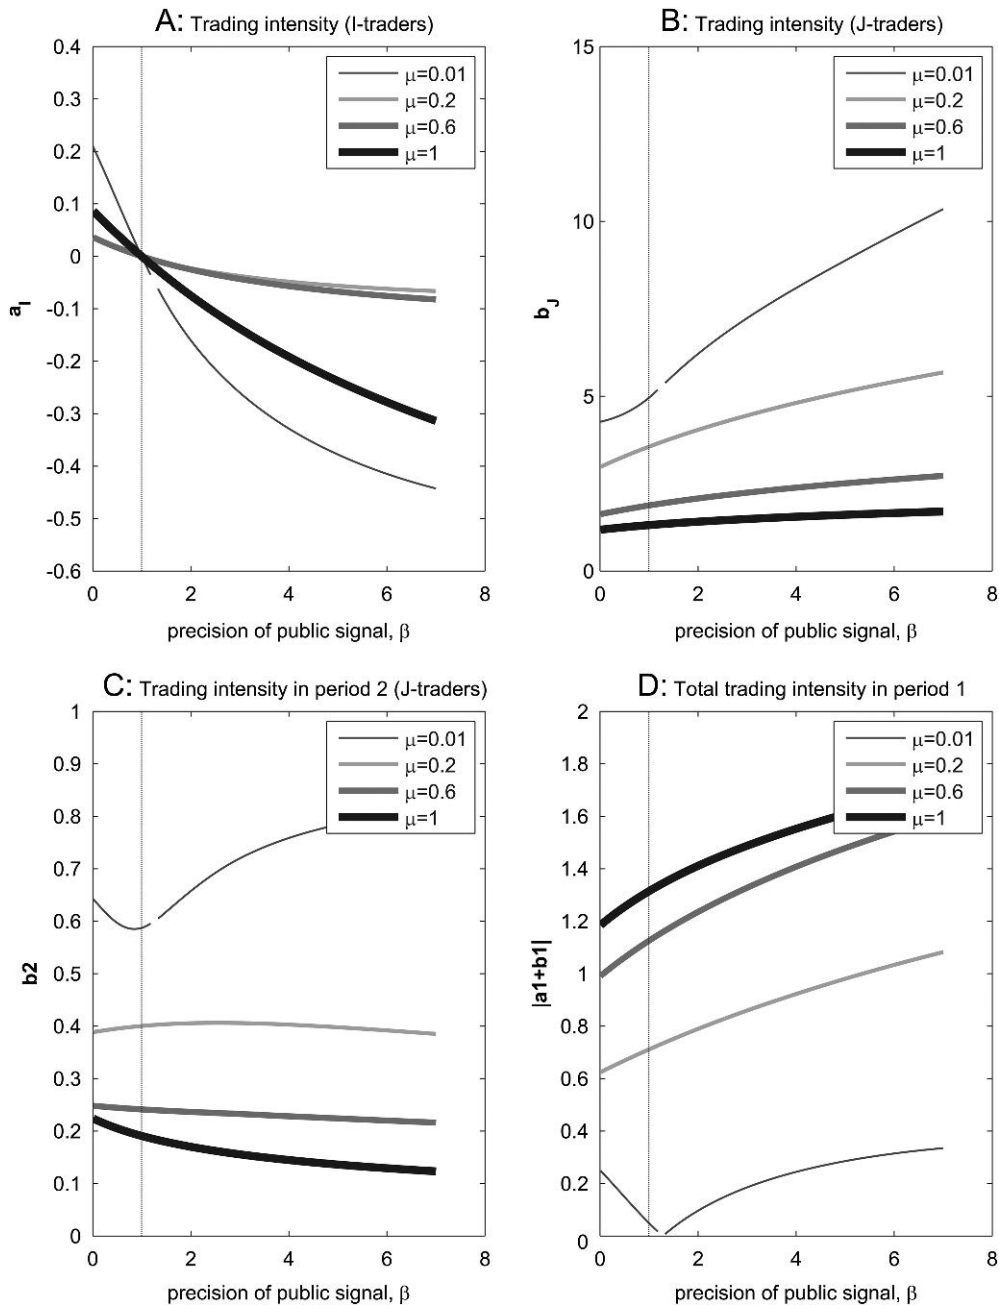 A: Trading intensity (I-traders)
0.4
0.3
0.2
0.1
0
-0.1
-0.2
-0.3
-0.4
-0.5
-0.6
a_I
μ=0.01
μ=0.2
μ=0.6
μ=1
0 2 4 6 8
precision of public signal, β
B: Trading intensity (J-traders)
15
10
5
0
b_J
μ=0.01
μ=0.2
μ=0.6
μ=1
0 2 4 6 8
precision of public signal, β
C: Trading intensity in period 2 (J-traders)
1
0.9
0.8
0.7
0.6
0.5
0.4
0.3
0.2
0.1
0
b2
μ=0.01
μ=0.2
μ=0.6
μ=1
0 2 4 6 8
precision of public signal, β
D: Total trading intensity in period 1
2
1.8
1.6
1.4
1.2
1
0.8
0.6
0.4
0.2
0
|a1+b1|
μ=0.01
μ=0.2
μ=0.6
μ=1
0 2 4 6 8
precision of public signal, β